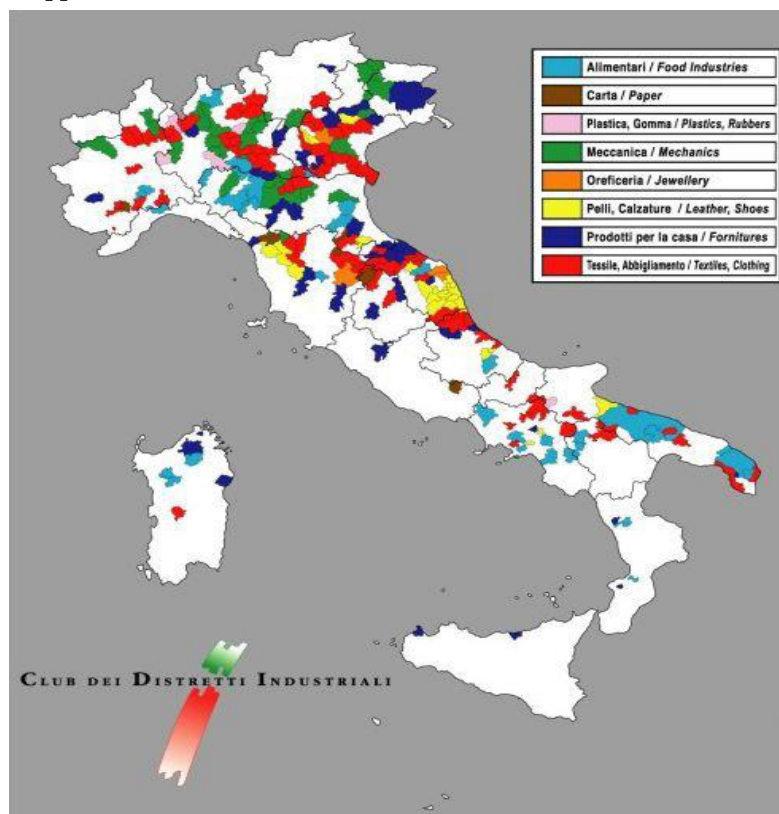 Alimentari / Food Industries
Carta / Paper
Plastica, Gomma / Plastics, Rubbers
Meccanica / Mechanics
Oreficeria / Jewellery
Pelli, Calzature / Leather, Shoes
Prodotti per la casa / Fornitures
Tessile, Abbigliamento / Textiles, Clothing
CLUB DEI DISTRETTI INDUSTRIALI